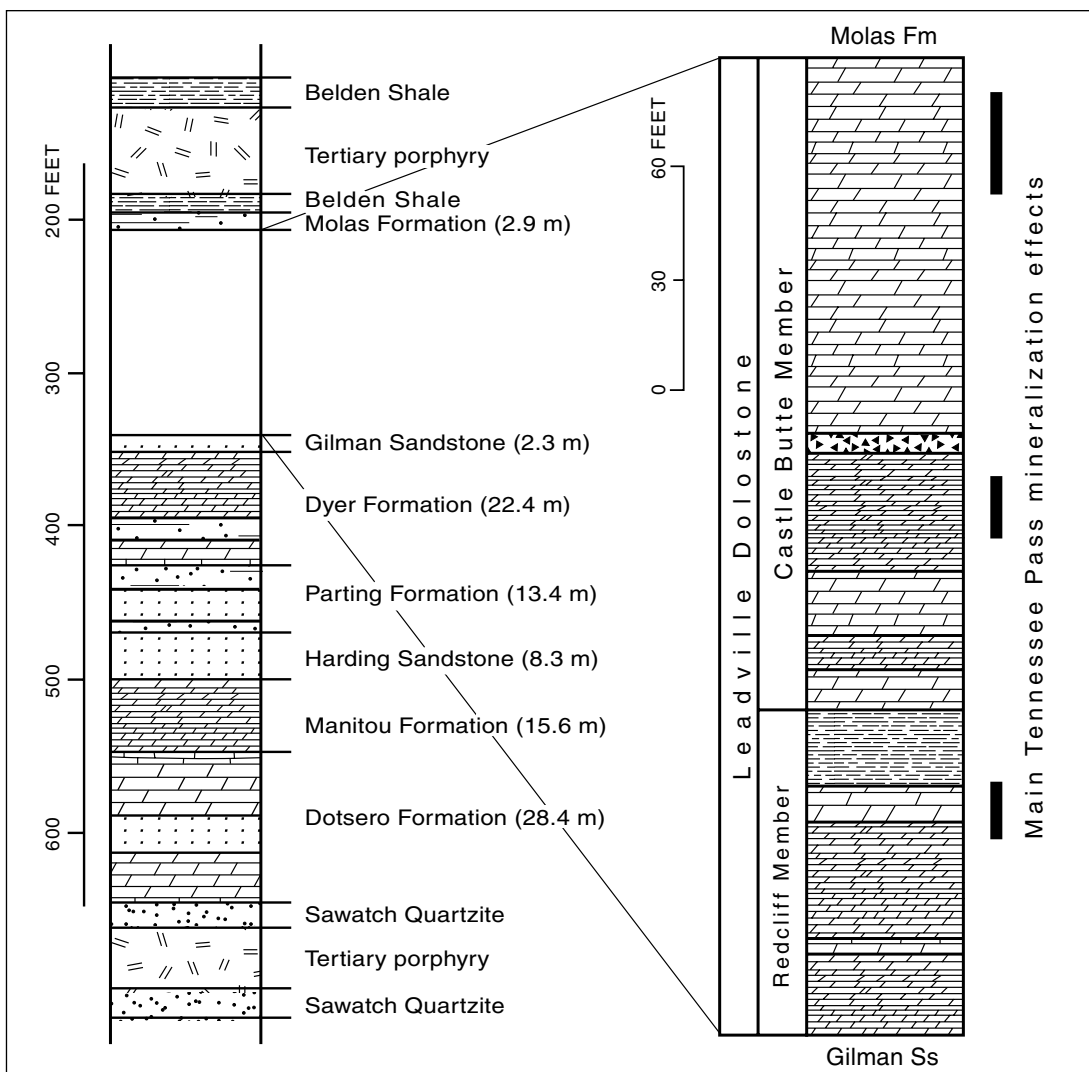 Belden Shale
Tertiary porphyry
Belden Shale
Molas Formation (2.9 m)
Gilman Sandstone (2.3 m)
Dyer Formation (22.4 m)
Parting Formation (13.4 m)
Harding Sandstone (8.3 m)
Manitou Formation (15.6 m)
Dotsero Formation (28.4 m)
Sawatch Quartzite
Tertiary porphyry
Sawatch Quartzite
200 FEET
300
400
500
600
60 FEET
30
0
Molas Fm
Leadville Dolostone
Castle Butte Member
Redcliff Member
Gilman Ss
Main Tennessee Pass mineralization effects